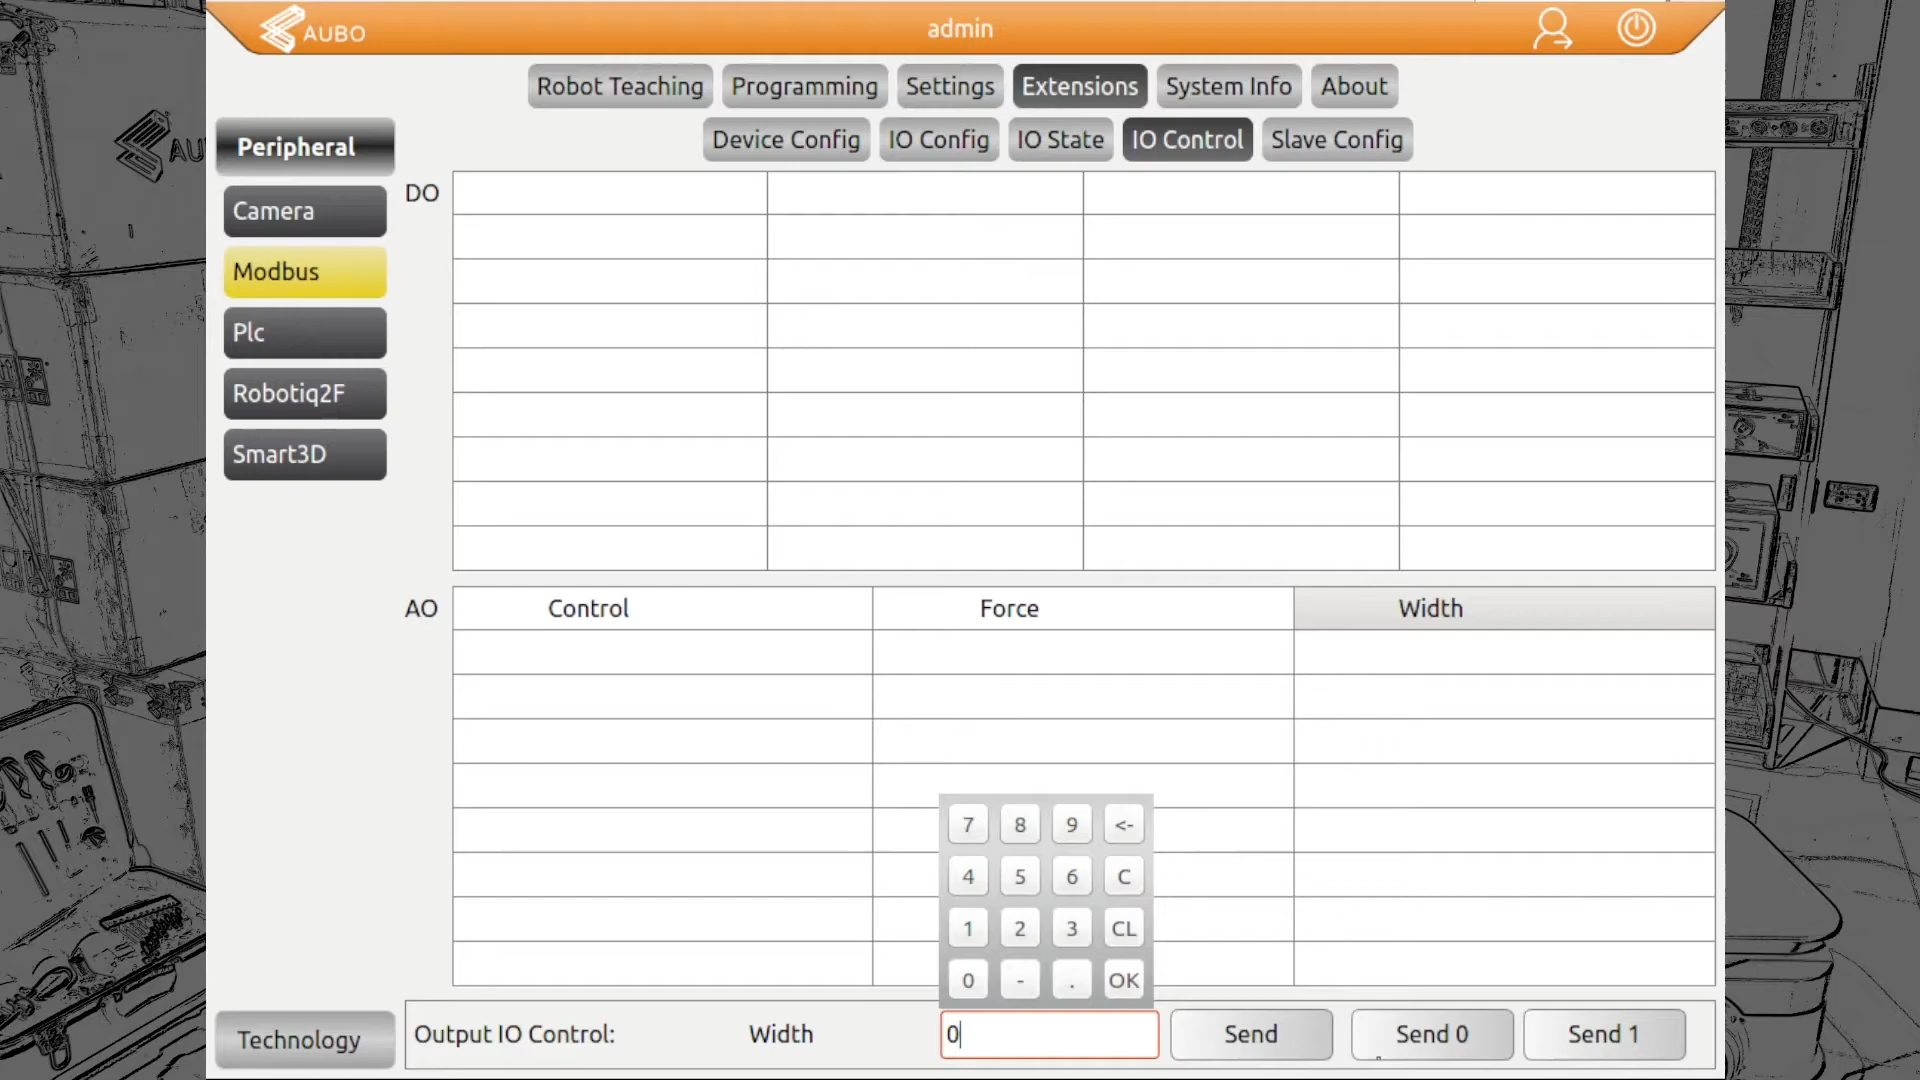 AUBO
admin
Robot Teaching Programming Settings Extensions System Info About
Device Config IO Config IO State IO Control Slave Config
Peripheral
Camera
Modbus
Plc
Robotiq2F
Smart3D
Technology
DO
AO Control Force Width
7 8 9 <-
4 5 6 C
1 2 3 CL
0 - . OK
Output IO Control: Width 0 Send Send 0 Send 1
AU